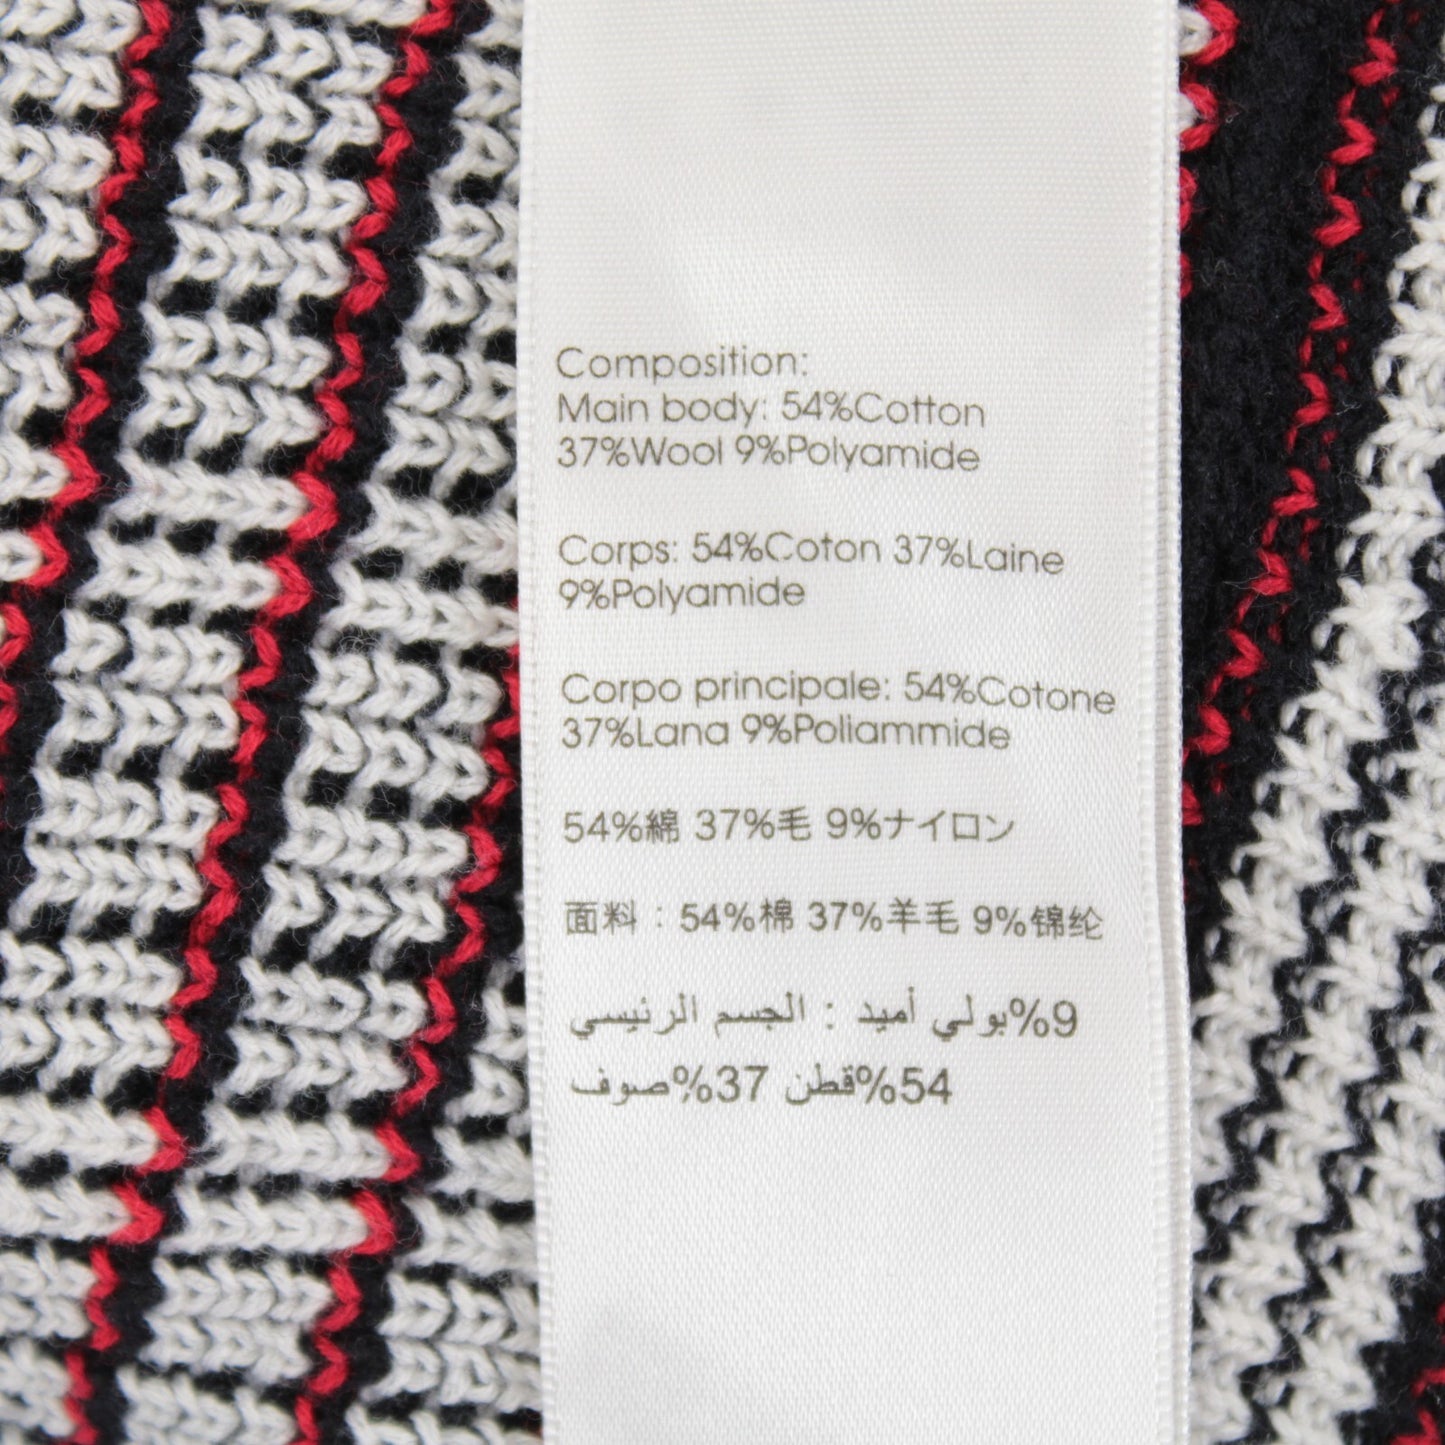 Composition:
Main body: 54%Cotton
37%Wool 9%Polyamide
Corps: 54%Coton 37%Laine
9%Polyamide
Corpo principale: 54%Cotone
37%Lana 9%Poliammide
54%綿 37%毛 9%ナイロン
面料：54%棉 37%羊毛 9%锦纶
9%بولي أميد : الجسم الرئيسي
54%قطن 37%صوف